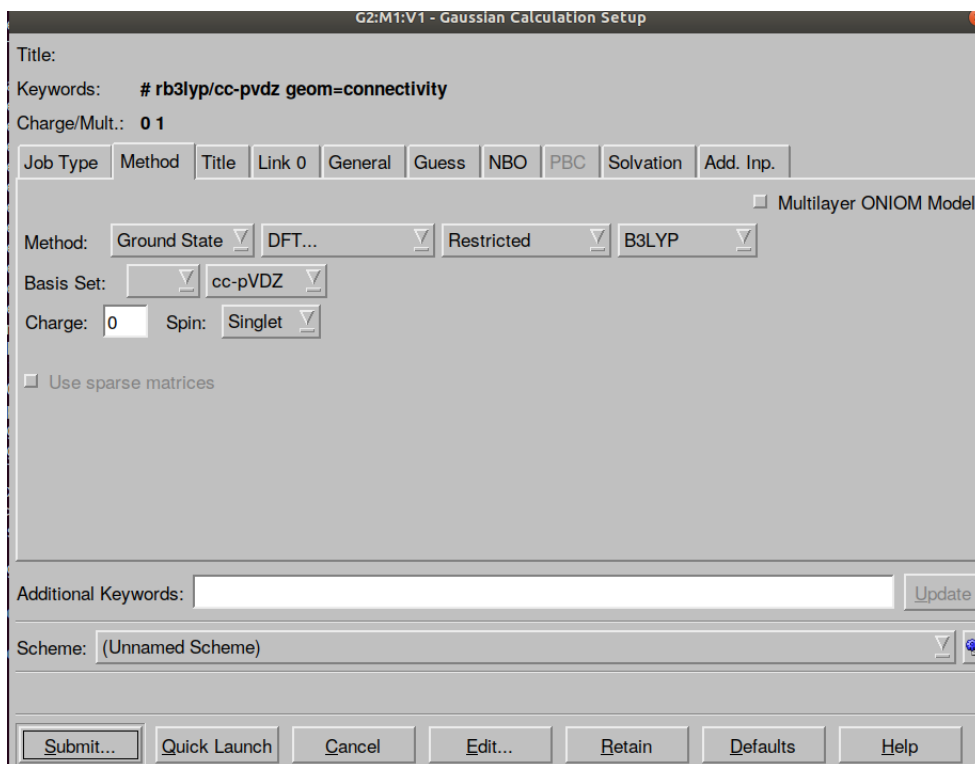 G2:M1:V1 - Gaussian Calculation Setup
Title:
Keywords: # rb3lyp/cc-pvdz geom=connectivity
Charge/Mult.: 0 1
Job Type Method Title Link 0 General Guess NBO PBC Solvation Add. Inp.
Multilayer ONIOM Model
Method: Ground State DFT... Restricted B3LYP
Basis Set: cc-pVDZ
Charge: 0 Spin: Singlet
Use sparse matrices
Additional Keywords: Update
Scheme: (Unnamed Scheme)
Submit... Quick Launch Cancel Edit... Retain Defaults Help